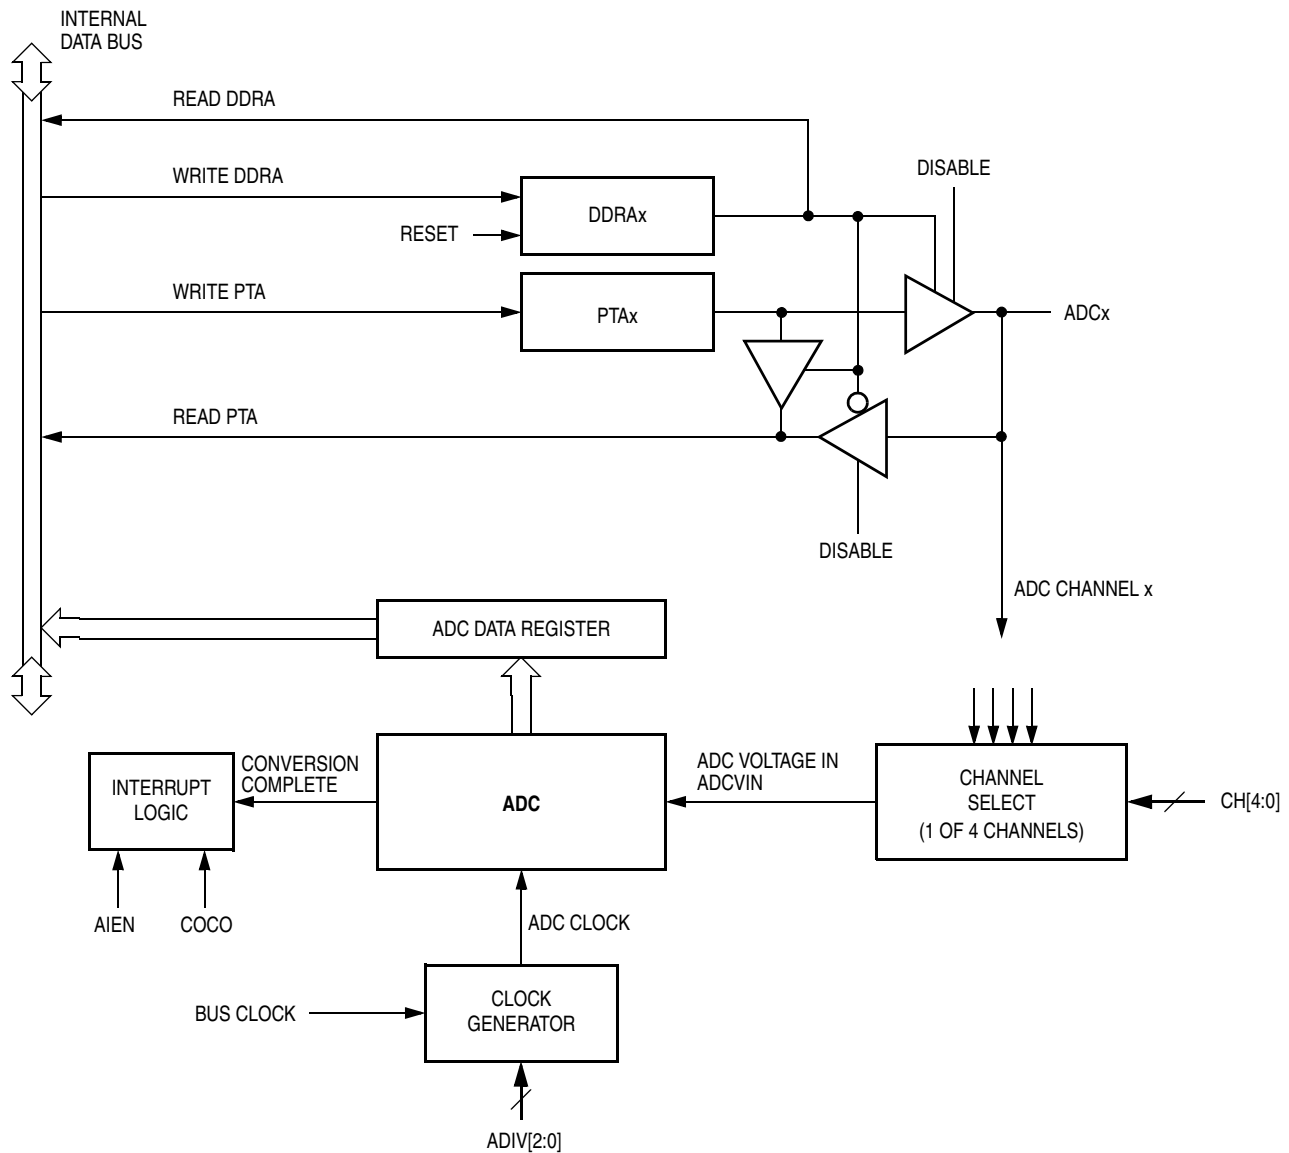 INTERNAL
DATA BUS
READ DDRA
WRITE DDRA
DISABLE
DDRAx
RESET
WRITE PTA
PTAx
ADCx
READ PTA
DISABLE
ADC CHANNEL x
ADC DATA REGISTER
INTERRUPT
LOGIC
CONVERSION
COMPLETE
ADC
ADC VOLTAGE IN
ADCVIN
CHANNEL
SELECT
(1 OF 4 CHANNELS)
CH[4:0]
AIEN
COCO
ADC CLOCK
BUS CLOCK
CLOCK
GENERATOR
ADIV[2:0]